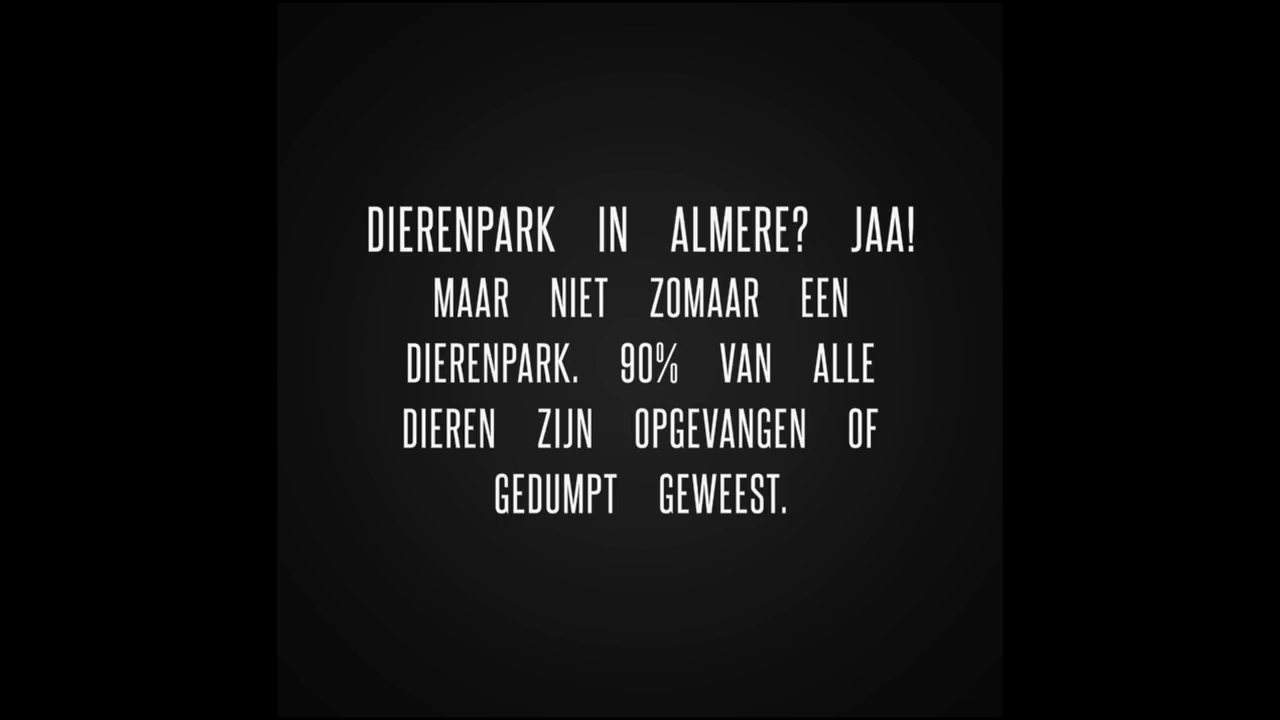 DIERENPARK IN ALMERE? JAA!
MAAR NIET ZOMAAR EEN
DIERENPARK. 90% VAN ALLE
DIEREN ZIJN OPGEVANGEN OF
GEDUMPT GEWEEST.